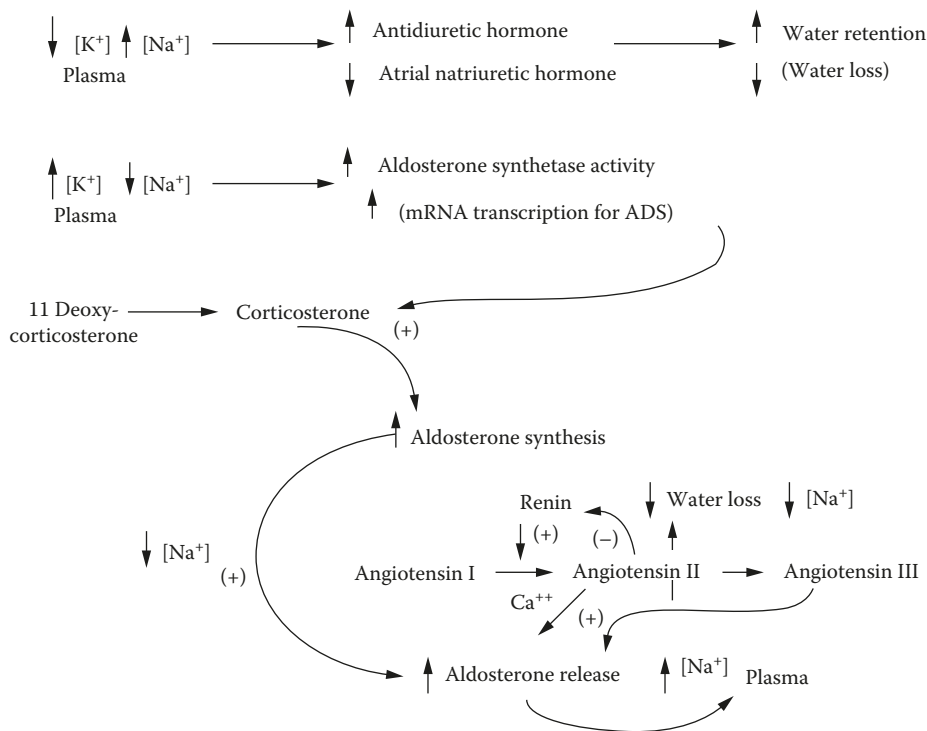 [K⁺] [Na⁺]
Plasma
Antidiuretic hormone
Atrial natriuretic hormone
Water retention
(Water loss)
[K⁺] [Na⁺]
Plasma
Aldosterone synthetase activity
(mRNA transcription for ADS)
11 Deoxy-
corticosterone
Corticosterone
(+)
Aldosterone synthesis
[Na⁺]
(+)
Renin
(+)
(−)
Water loss
[Na⁺]
Angiotensin I
Angiotensin II
Angiotensin III
Ca⁺⁺
(+)
Aldosterone release
[Na⁺]
Plasma